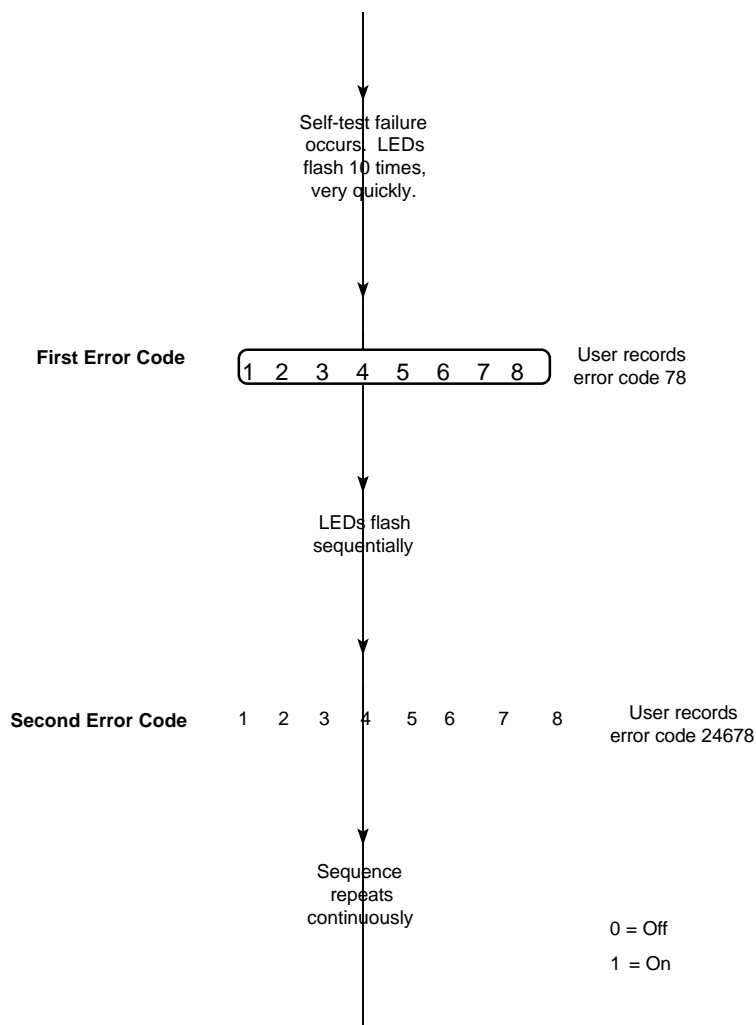 Self-test failure
occurs.  LEDs
flash 10 times,
very quickly.
First Error Code
1 2 3 4 5 6 7 8
User records
error code 78
LEDs flash
sequentially
Second Error Code
1 2 3 4 5 6 7 8
User records
error code 24678
Sequence
repeats
continuously
0 = Off
1 = On